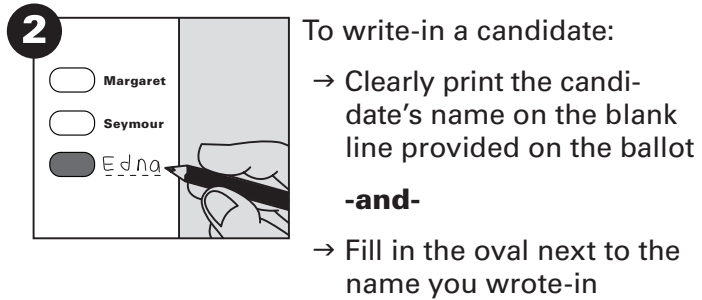 2
Margaret
Seymour
Edna
To write-in a candidate:
→ Clearly print the candi-
date's name on the blank
line provided on the ballot
-and-
→ Fill in the oval next to the
name you wrote-in